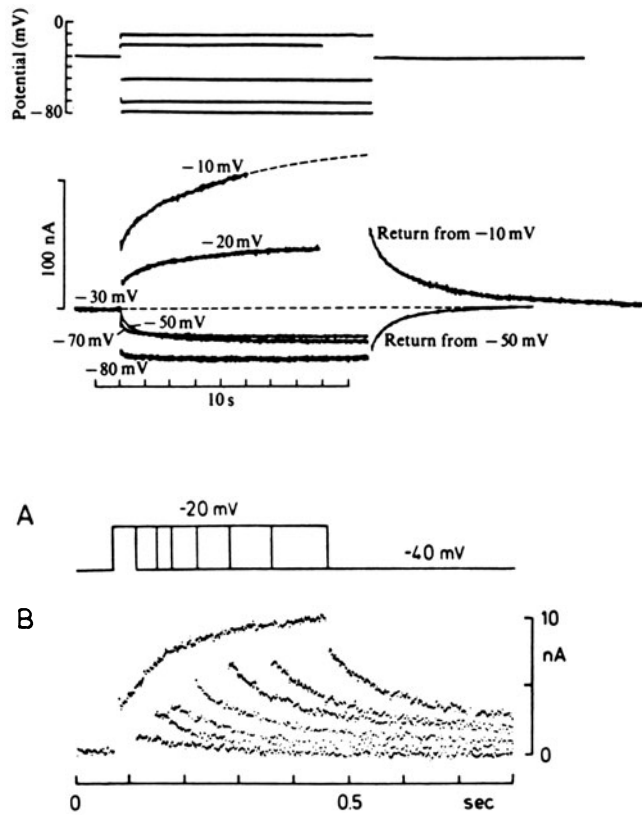 0
Potential (mV)
−80
−10 mV
100 nA
−20 mV
Return from −10 mV
−30 mV
−50 mV
−70 mV
Return from −50 mV
−80 mV
10 s
A
-20 mV
-40 mV
B
10
nA
0
0
0.5
sec